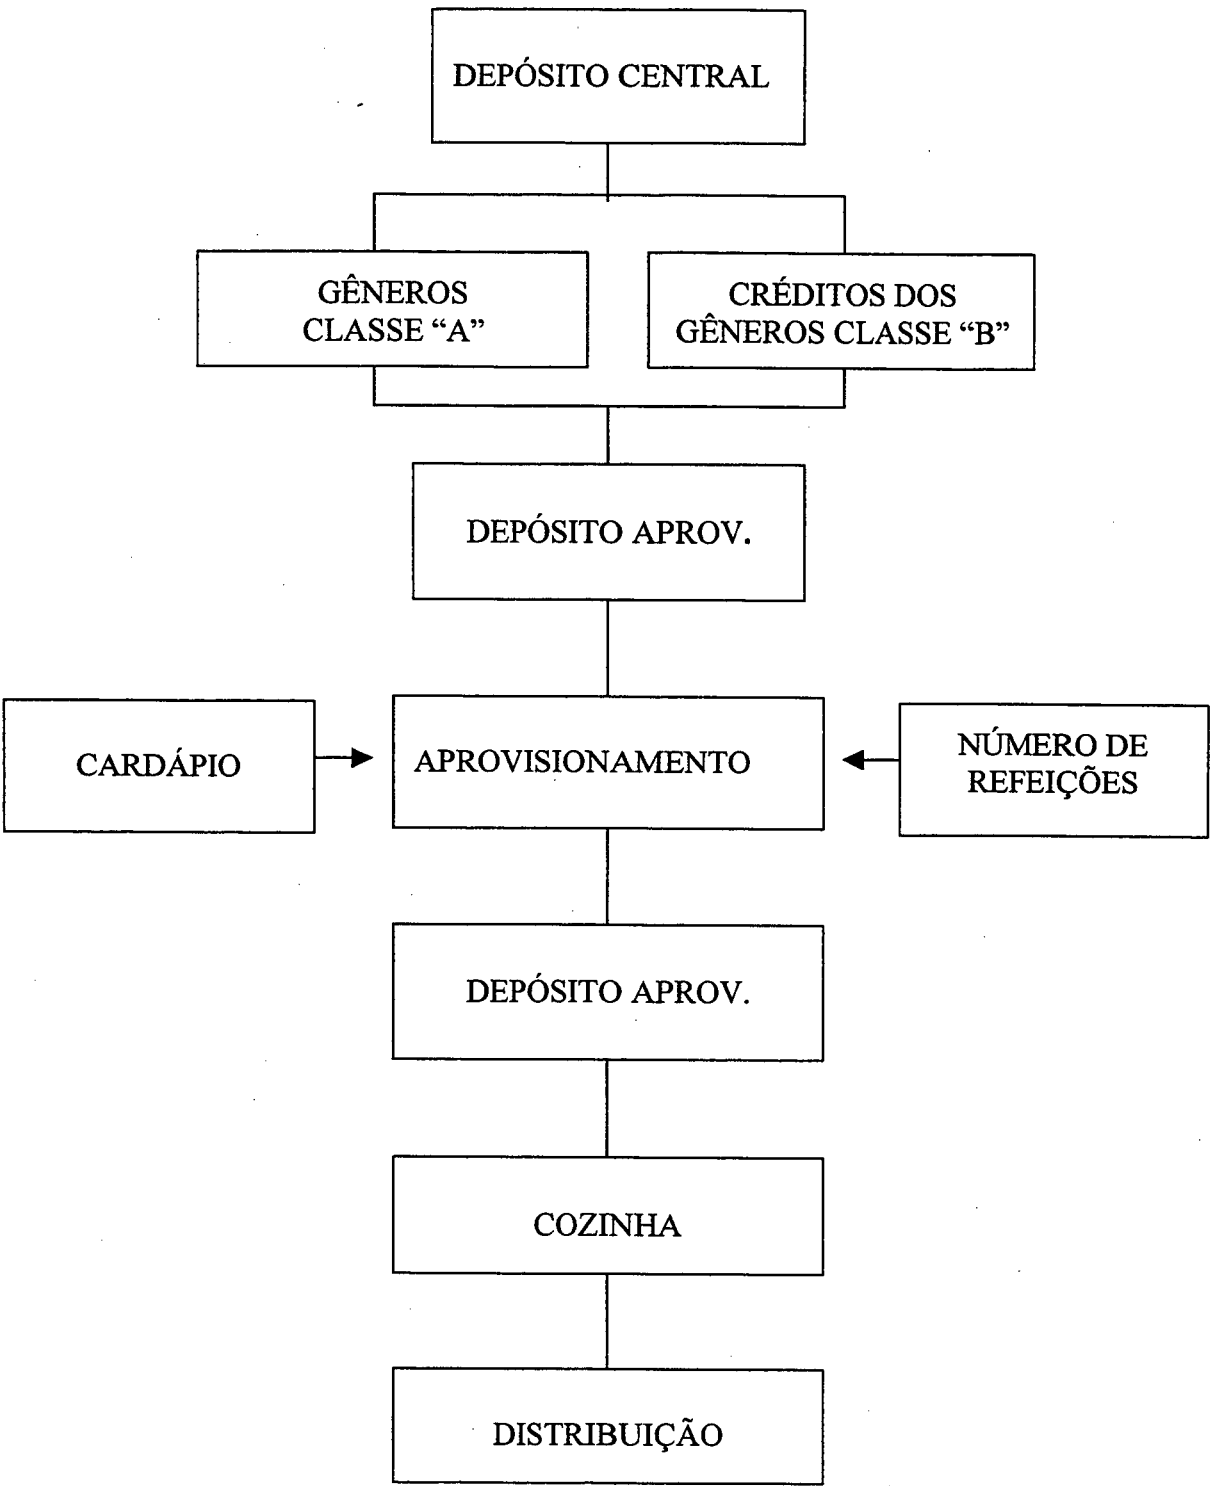 DEPÓSITO CENTRAL
GÊNEROS
CLASSE “A”
CRÉDITOS DOS
GÊNEROS CLASSE “B”
DEPÓSITO APROV.
CARDÁPIO
APROVISIONAMENTO
NÚMERO DE
REFEIÇÕES
DEPÓSITO APROV.
COZINHA
DISTRIBUIÇÃO